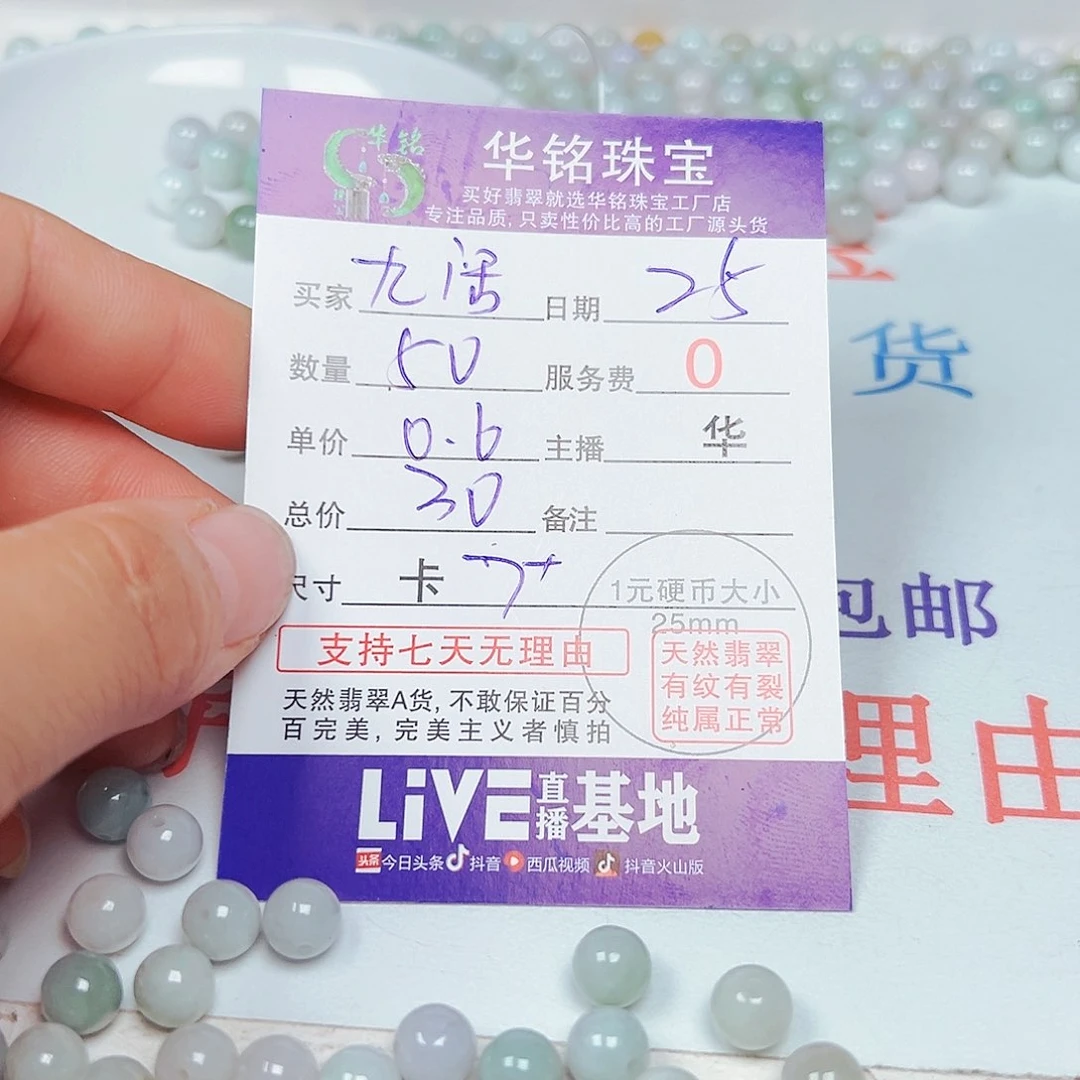 华铭
华铭珠宝
买好翡翠就选华铭珠宝工厂店
专注品质,只卖性价比高的工厂源头货
买家 九 日期 25
数量 50 服务费 0
单价 0.6 主播 华
总价 30 备注
尺寸 卡 7+ 1元硬币大小
25mm
支持七天无理由
天然翡翠
有纹有裂
纯属正常
天然翡翠A货,不敢保证百分
百完美,完美主义者慎拍
LiVE直播基地
头条 今日头条 抖音 西瓜视频 抖音火山版
货
包邮
理由